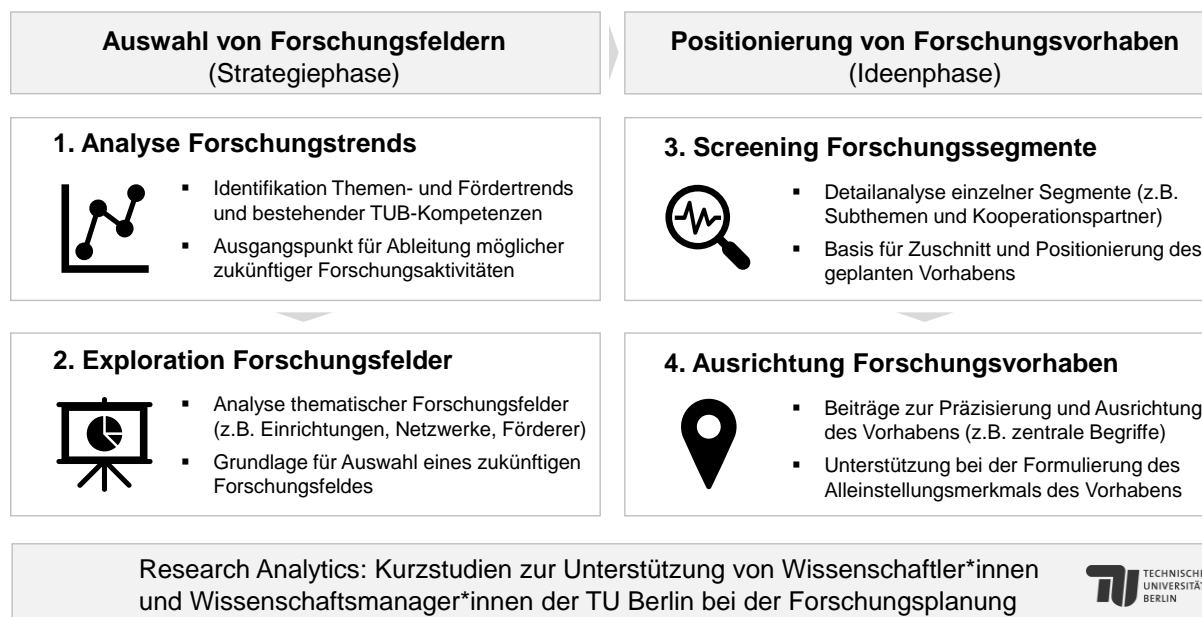 Auswahl von Forschungsfeldern
(Strategiephase)
Positionierung von Forschungsvorhaben
(Ideenphase)
1. Analyse Forschungstrends
▪ Identifikation Themen- und Fördertrends
und bestehender TUB-Kompetenzen
▪ Ausgangspunkt für Ableitung möglicher
zukünftiger Forschungsaktivitäten
2. Exploration Forschungsfelder
▪ Analyse thematischer Forschungsfelder
(z.B. Einrichtungen, Netzwerke, Förderer)
▪ Grundlage für Auswahl eines zukünftigen
Forschungsfeldes
3. Screening Forschungssegmente
▪ Detailanalyse einzelner Segmente (z.B.
Subthemen und Kooperationspartner)
▪ Basis für Zuschnitt und Positionierung des
geplanten Vorhabens
4. Ausrichtung Forschungsvorhaben
▪ Beiträge zur Präzisierung und Ausrichtung
des Vorhabens (z.B. zentrale Begriffe)
▪ Unterstützung bei der Formulierung des
Alleinstellungsmerkmals des Vorhabens
Research Analytics: Kurzstudien zur Unterstützung von Wissenschaftler*innen
und Wissenschaftsmanager*innen der TU Berlin bei der Forschungsplanung
TECHNISCHE
UNIVERSITÄT
BERLIN